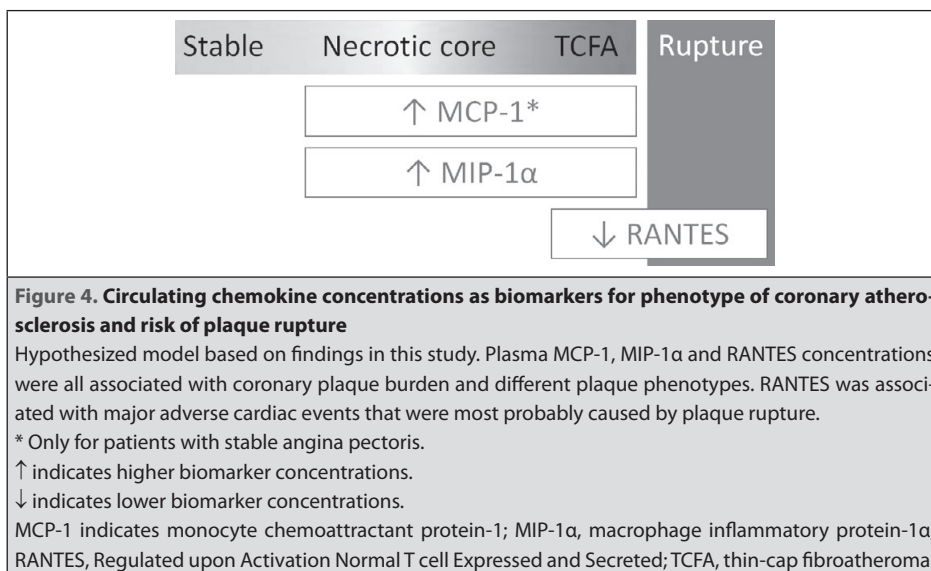 Stable Necrotic core TCFA Rupture
↑ MCP-1*
↑ MIP-1α
↓ RANTES
Figure 4. Circulating chemokine concentrations as biomarkers for phenotype of coronary athero-
sclerosis and risk of plaque rupture
Hypothesized model based on findings in this study. Plasma MCP-1, MIP-1α and RANTES concentrations
were all associated with coronary plaque burden and different plaque phenotypes. RANTES was associ-
ated with major adverse cardiac events that were most probably caused by plaque rupture.
* Only for patients with stable angina pectoris.
↑ indicates higher biomarker concentrations.
↓ indicates lower biomarker concentrations.
MCP-1 indicates monocyte chemoattractant protein-1; MIP-1α, macrophage inflammatory protein-1α
RANTES, Regulated upon Activation Normal T cell Expressed and Secreted; TCFA, thin-cap fibroatheroma